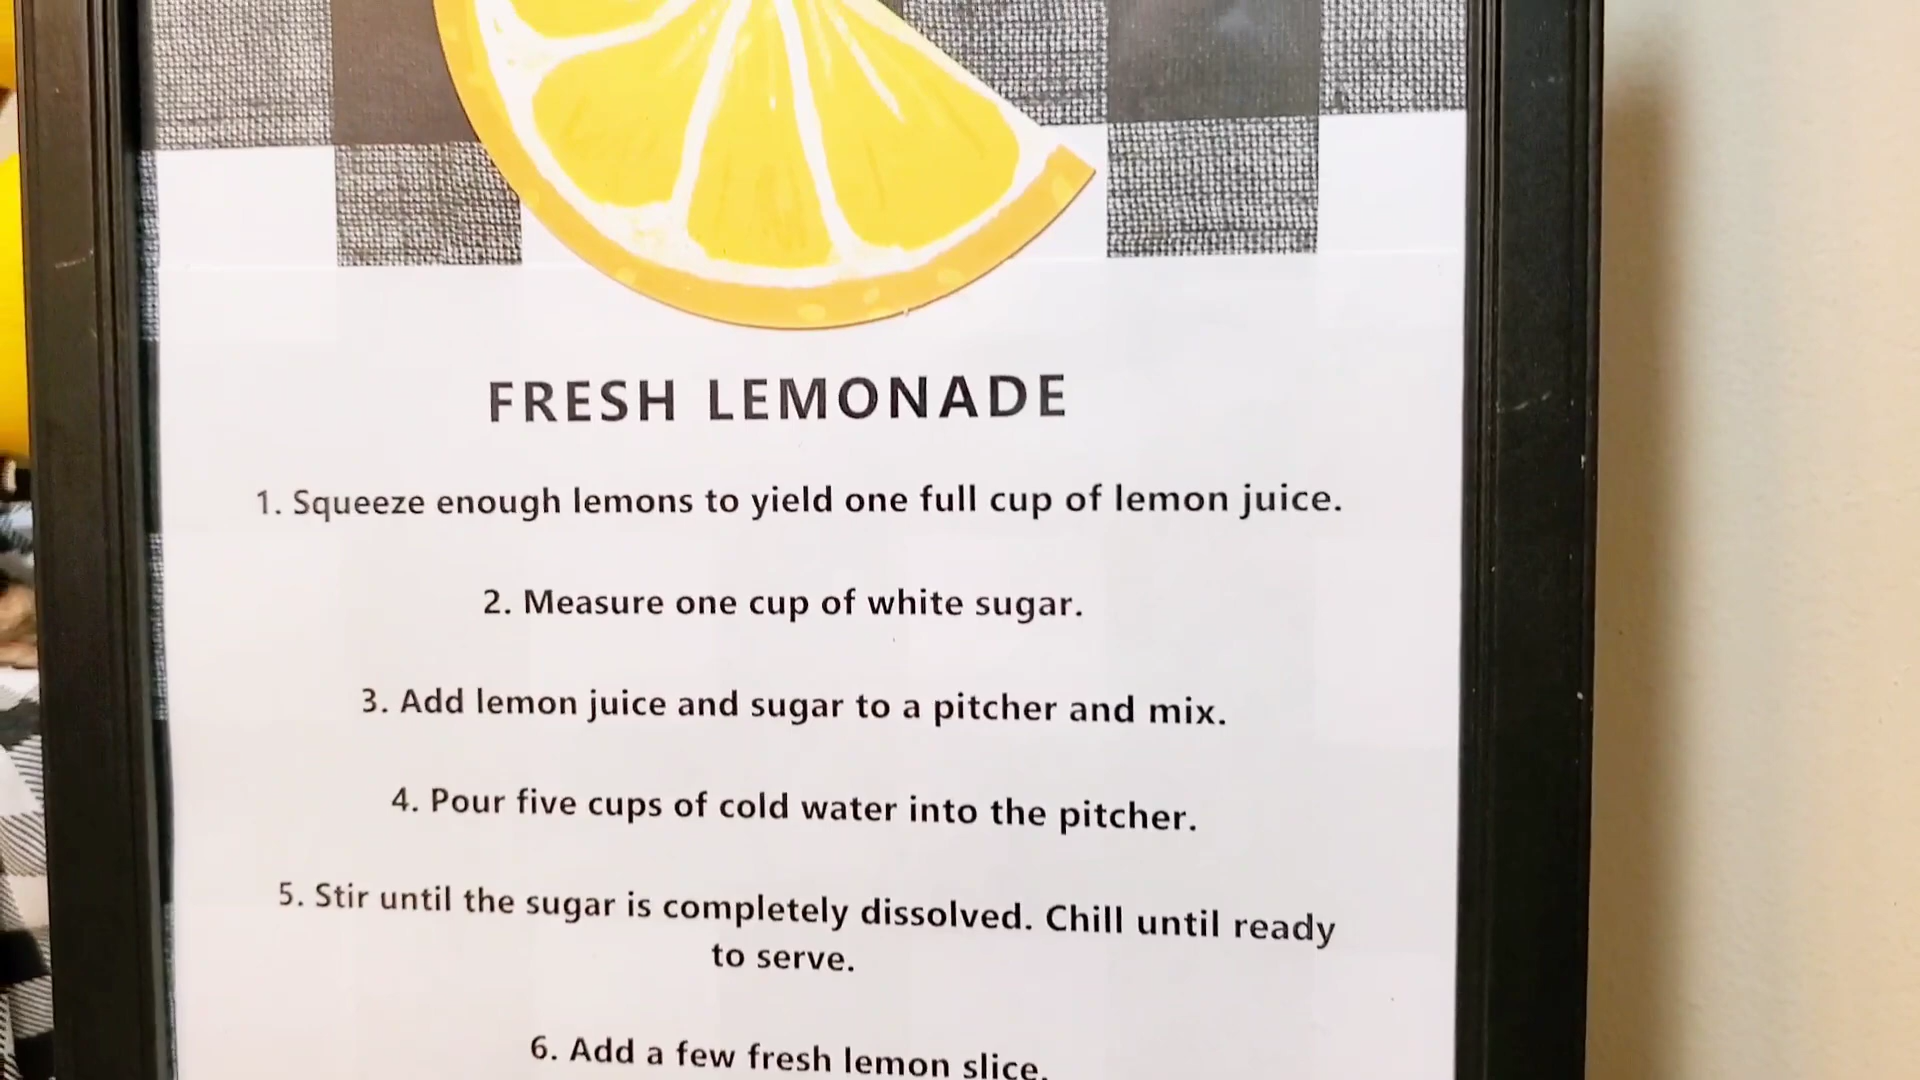 FRESH LEMONADE
1. Squeeze enough lemons to yield one full cup of lemon juice.
2. Measure one cup of white sugar.
3. Add lemon juice and sugar to a pitcher and mix.
4. Pour five cups of cold water into the pitcher.
5. Stir until the sugar is completely dissolved. Chill until ready
to serve.
6. Add a few fresh lemon slice.